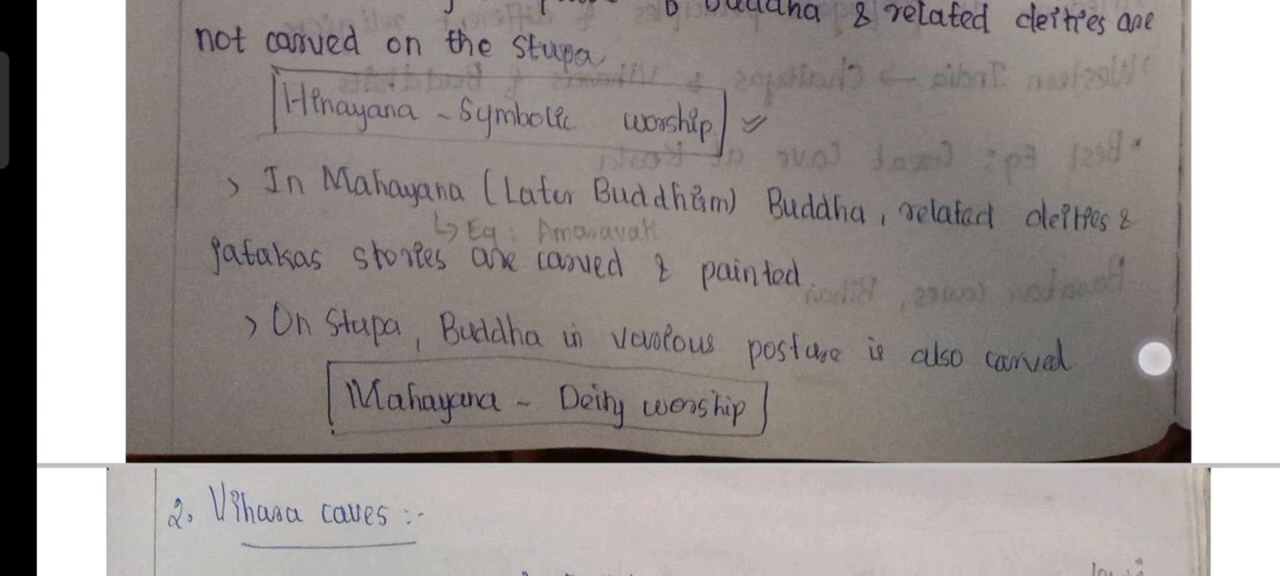 Buddha & related deities are
not carved on the stupa
Hinayana - Symbolic worship
> In Mahayana (Later Buddhism) Buddha, related deities &
↳ Eg: Amaravati
Jatakas stories are carved & painted.
> On Stupa, Buddha in various posture is also carved
Mahayana - Deity worship
2. Vihara caves :-